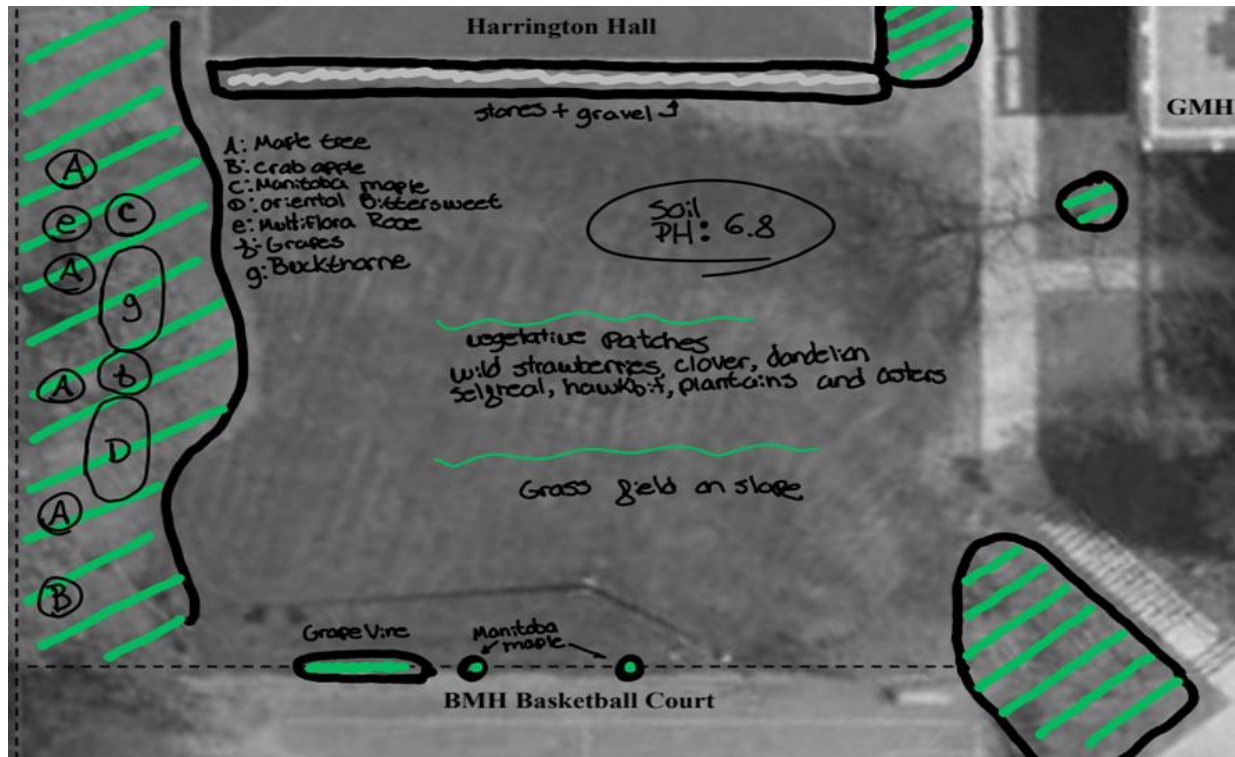 Harrington Hall
GMH
stones + gravel
A: Maple tree
B: Crab apple
C: Manitoba maple
D: oriental Bittersweet
e: Multiflora Rose
f: Grapes
g: Buckthorne
Soil
PH: 6.8
A
e
C
A
g
A
f
D
A
B
vegetative patches
wild strawberries, clover, dandelion
selgreal, hawkbit, plantains and asters
Grass field on slope
Grape Vine
Manitoba
maple
BMH Basketball Court